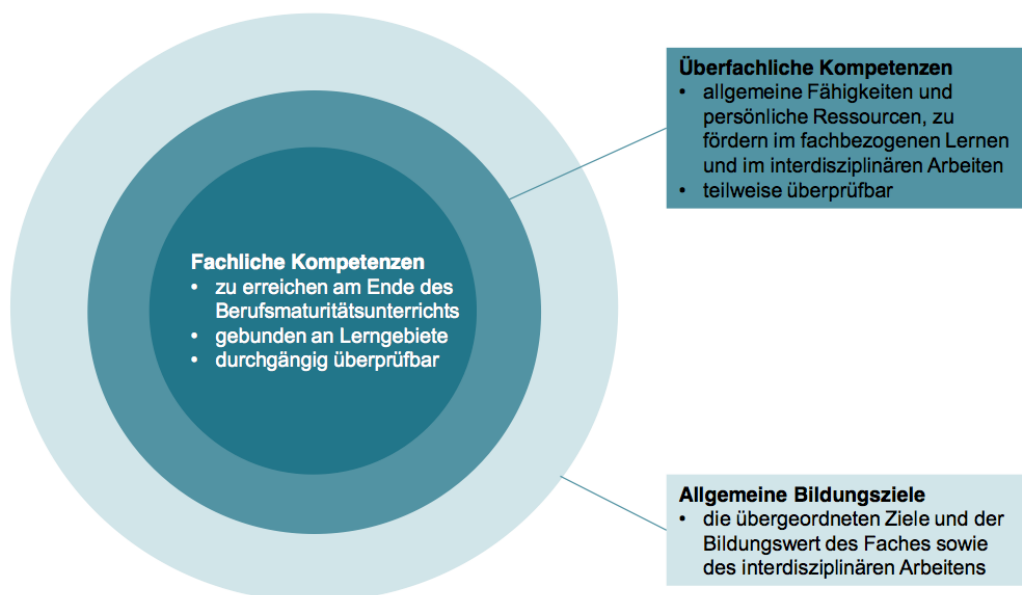 Überfachliche Kompetenzen
• allgemeine Fähigkeiten und
persönliche Ressourcen, zu
fördern im fachbezogenen Lernen
und im interdisziplinären Arbeiten
• teilweise überprüfbar
Fachliche Kompetenzen
• zu erreichen am Ende des
Berufsmaturitätsunterrichts
• gebunden an Lerngebiete
• durchgängig überprüfbar
Allgemeine Bildungsziele
• die übergeordneten Ziele und der
Bildungswert des Faches sowie
des interdisziplinären Arbeitens